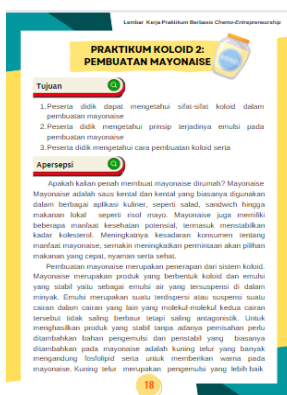 Lembar Kerja Praktikum Berbasis Chemo-Entrepreneurship
PRAKTIKUM KOLOID 2:
PEMBUATAN MAYONAISE
Tujuan
1. Peserta didik dapat mengetahui sifat-sifat koloid dalam
pembuatan mayonaise
2. Peserta didik mengetahui prinsip terjadinya emulsi pada
pembuatan mayonaise
3. Peserta didik mengetahui cara pembuatan koloid serta
Apersepsi
Apakah kalian penah membuat mayonaise dirumah? Mayonaise
Mayonaise adalah saus kental dan kental yang biasanya digunakan
dalam berbagai aplikasi kuliner, seperti salad, sandwich hingga
makanan lokal seperti risol mayo. Mayonaise juga memiliki
beberapa manfaat kesehatan potensial, termasuk menstabilkan
kadar kolesterol. Meningkatnya kesadaran konsumen tentang
manfaat mayonaise, semakin meningkatkan permintaan akan pilihan
makanan yang cepat, nyaman serta sehat.
Pembuatan mayonaise merupakan penerapan dari sistem koloid.
Mayonaise merupakan produk yang berbentuk koloid dan emulsi
yang stabil yaitu sebagai emulsi air yang tersuspensi di dalam
minyak. Emulsi merupakan suatu terdispersi atau suspensi suatu
cairan dalam cairan yang lain yang molekul-molekul kedua cairan
tersebut tidak saling berbaur tetapi saling antagonistik. Untuk
menghasilkan produk yang stabil tanpa adanya pemisahan perlu
ditambahkan bahan pengemulsi dan penstabil yang biasanya
ditambahkan pada mayonaise adalah kuning telur yang banyak
mengandung fosfolipid serta untuk memberikan warna pada
mayonaise. Kuning telur merupakan pengemulsi yang lebih baik
18